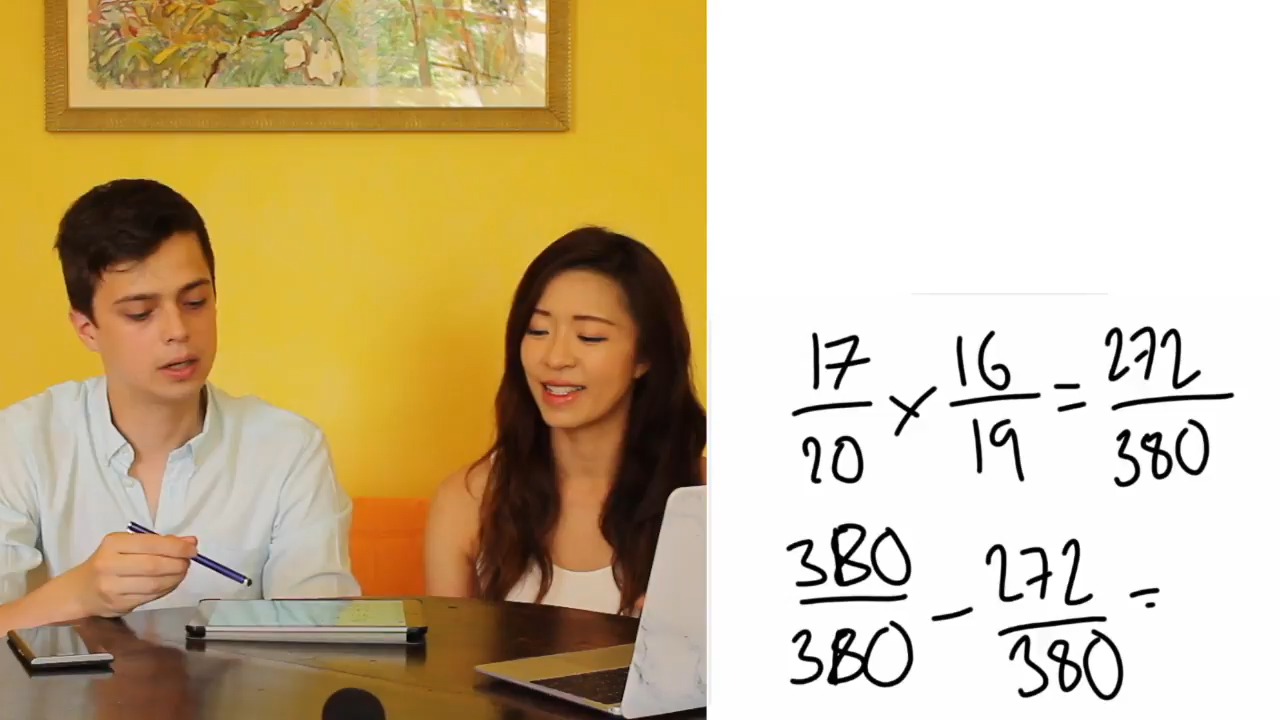 17/20 × 16/19 = 272/380
380/380 − 272/380 =